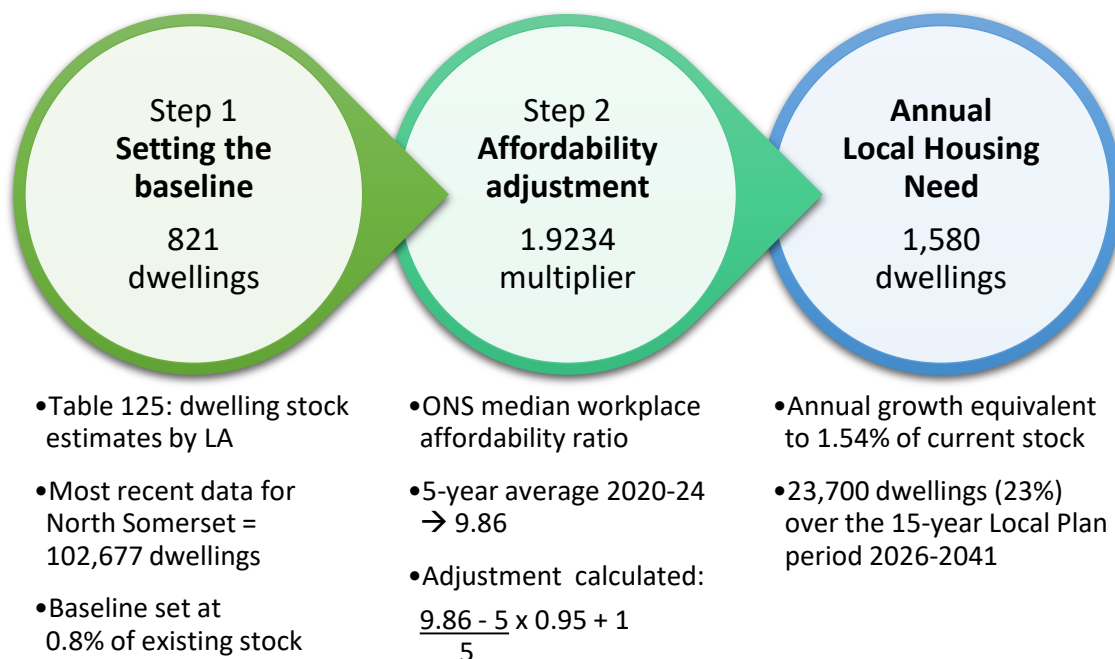 Step 1
Setting the
baseline
821
dwellings
Step 2
Affordability
adjustment
1.9234
multiplier
Annual
Local Housing
Need
1,580
dwellings
•Table 125: dwelling stock
estimates by LA
•Most recent data for
North Somerset =
102,677 dwellings
•Baseline set at
0.8% of existing stock
•ONS median workplace
affordability ratio
•5-year average 2020-24
→ 9.86
•Adjustment calculated:
9.86 - 5 x 0.95 + 1
5
•Annual growth equivalent
to 1.54% of current stock
•23,700 dwellings (23%)
over the 15-year Local Plan
period 2026-2041